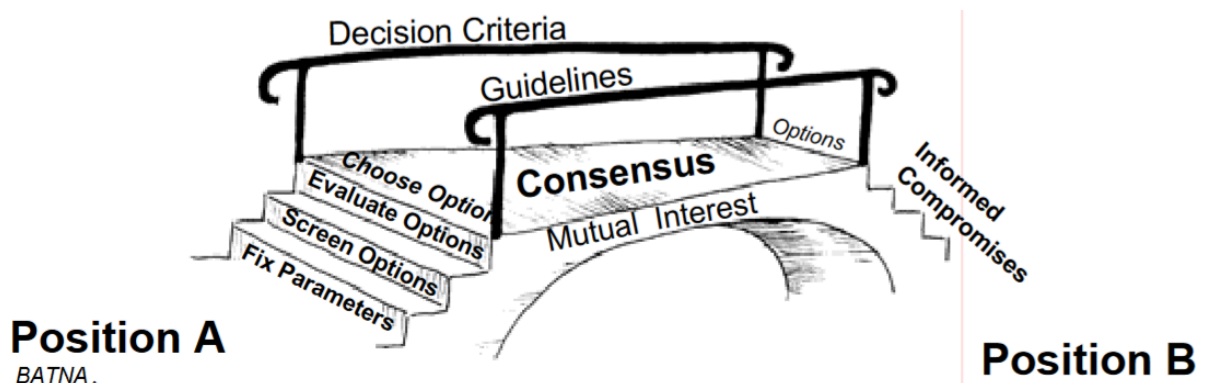 Decision Criteria
Guidelines
Options
Choose Option
Consensus
Evaluate Options
Screen Options
Fix Parameters
Mutual Interest
Informed
Compromises
Position A
BATNA .
Position B